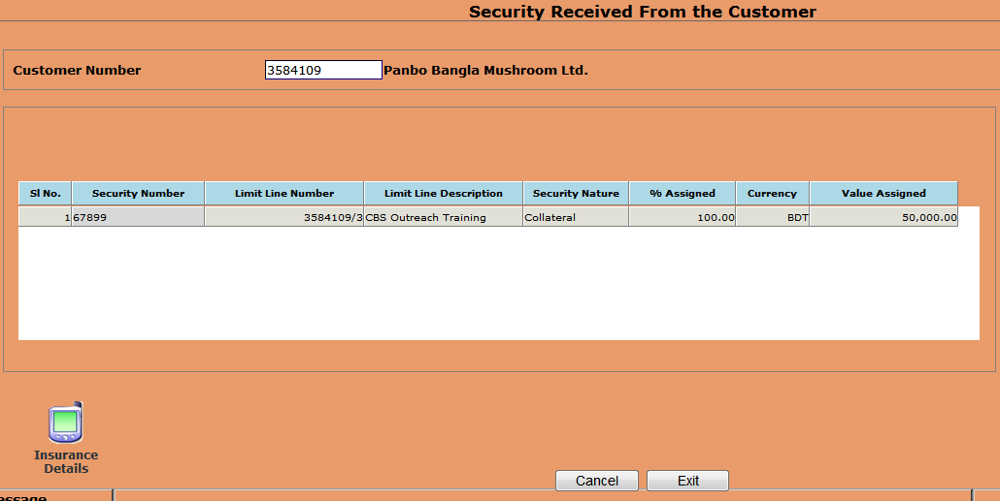 Security Received From the Customer
Customer Number 3584109 Panbo Bangla Mushroom Ltd.
Sl No. Security Number Limit Line Number Limit Line Description Security Nature % Assigned Currency Value Assigned
1 67899 3584109/3 CBS Outreach Training Collateral 100.00 BDT 50,000.00
Insurance
Details
Cancel Exit